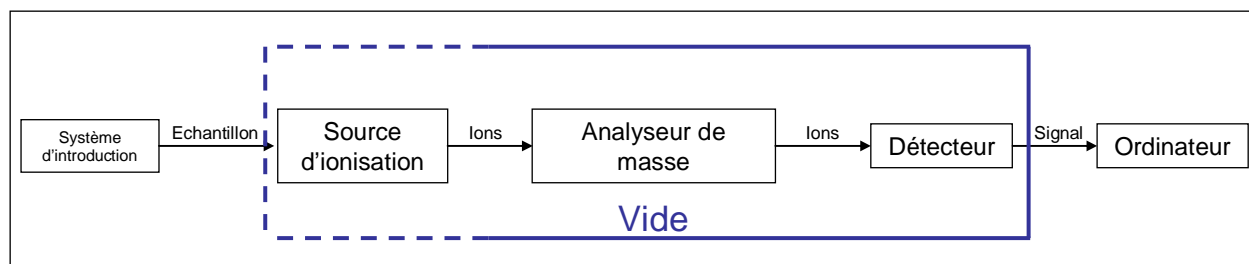 Système
d'introduction
Echantillon
Source
d'ionisation
Ions
Analyseur de
masse
Ions
Détecteur
Signal
Ordinateur
Vide